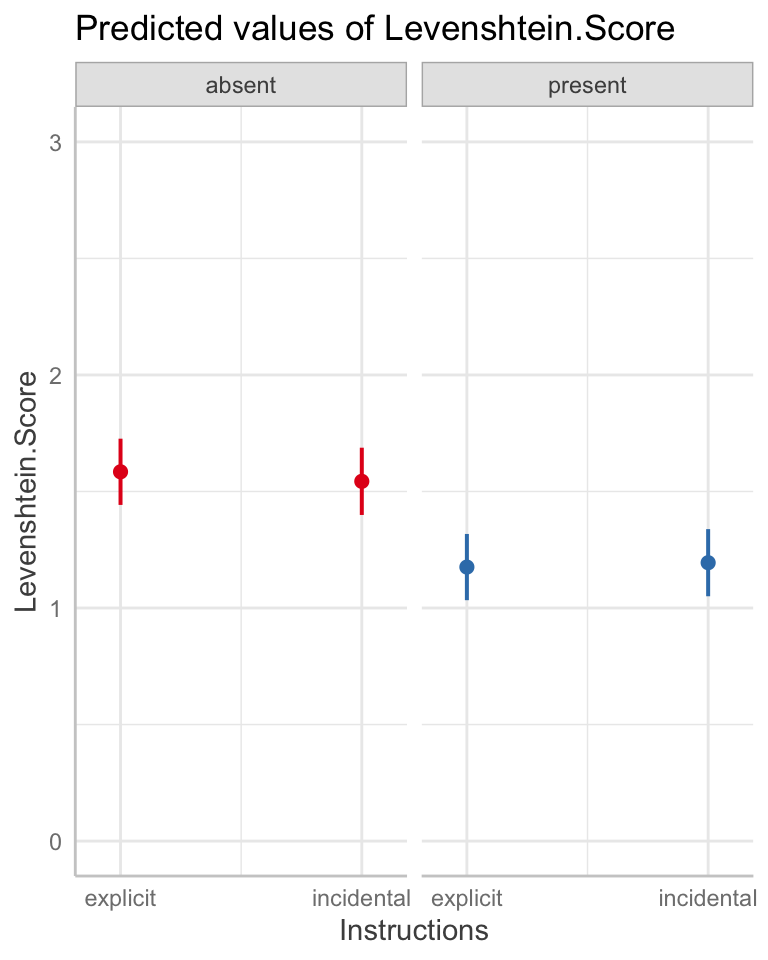 Predicted values of Levenshtein.Score
absent present
3
2
1
0
Levenshtein.Score
explicit incidental explicit incidental
Instructions